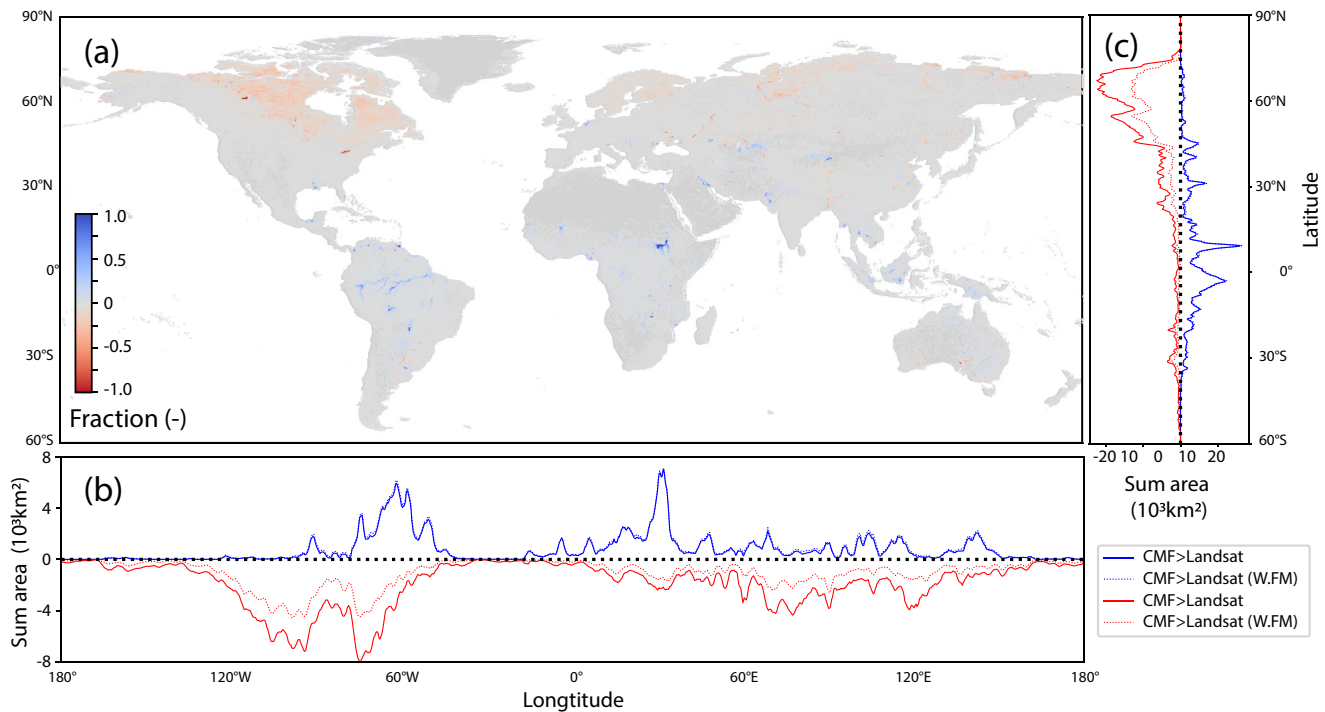 90°N
60°N
30°N
0°
30°S
60°S
(a)
1.0
0.5
0
-0.5
-1.0
Fraction (-)
(c)
90°N
60°N
30°N
0°
30°S
60°S
Latitude
-20 10 0 10 20
Sum area
(10³km²)
8
4
0
-4
-8
Sum area (10³km²)
(b)
180° 120°W 60°W 0° 60°E 120°E 180°
Longtitude
CMF>Landsat
CMF>Landsat (W.FM)
CMF>Landsat
CMF>Landsat (W.FM)